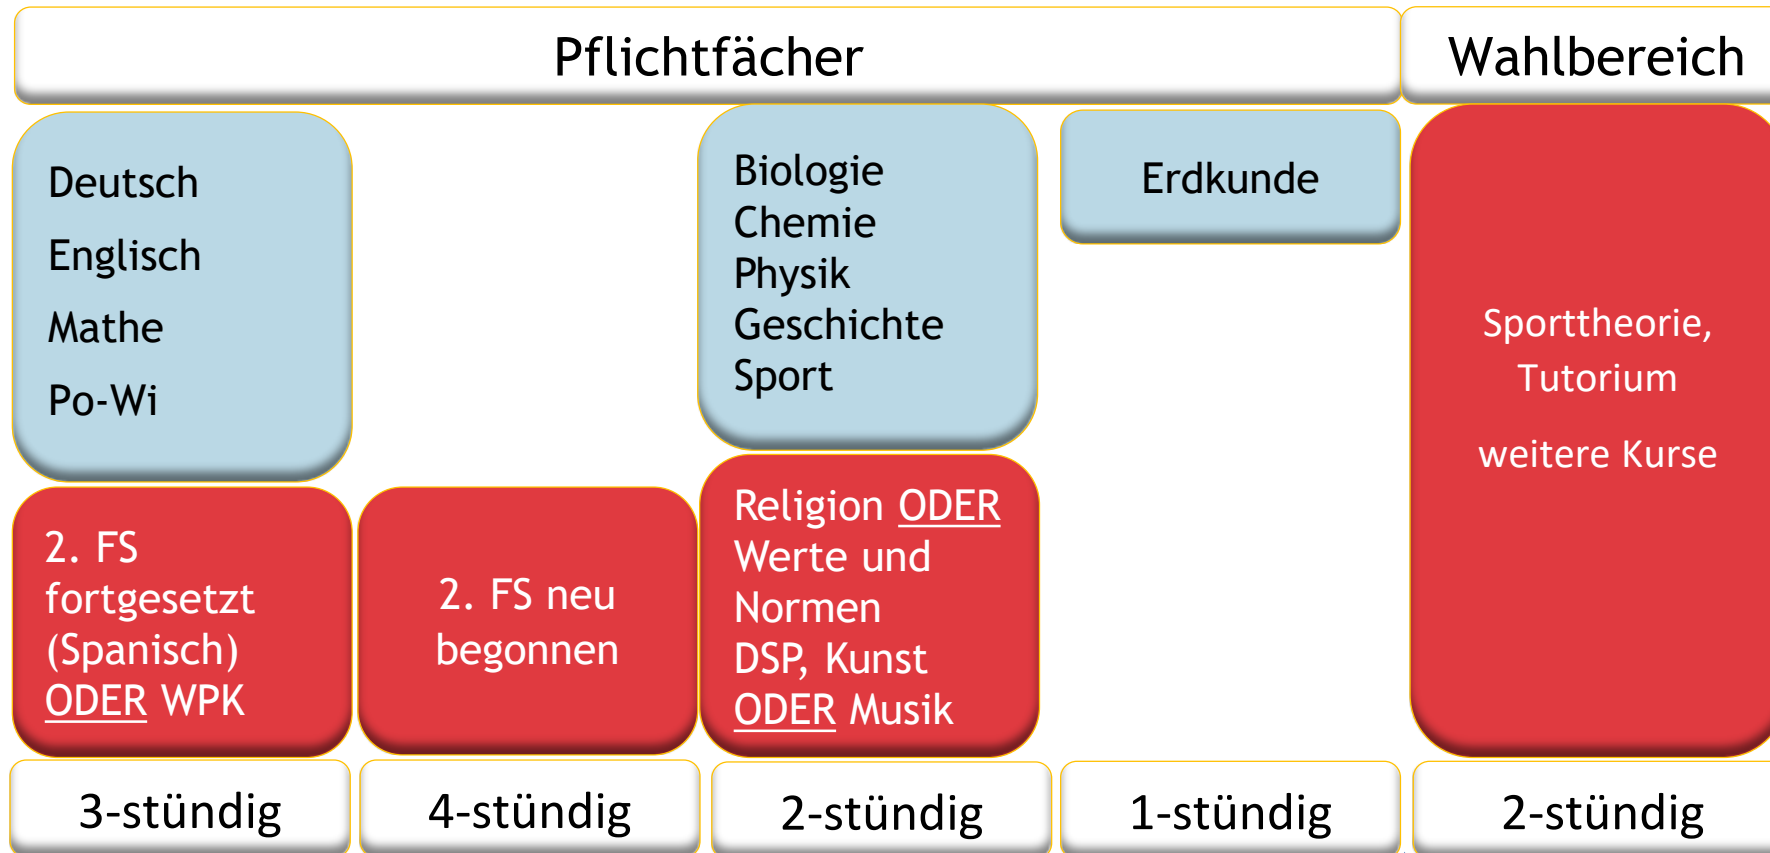 Pflichtfächer
Wahlbereich
Deutsch
Englisch
Mathe
Po-Wi
Biologie
Chemie
Physik
Geschichte
Sport
Erdkunde
Sporttheorie,
Tutorium
weitere Kurse
2. FS
fortgesetzt
(Spanisch)
ODER WPK
2. FS neu
begonnen
Religion ODER
Werte und
Normen
DSP, Kunst
ODER Musik
3-stündig
4-stündig
2-stündig
1-stündig
2-stündig